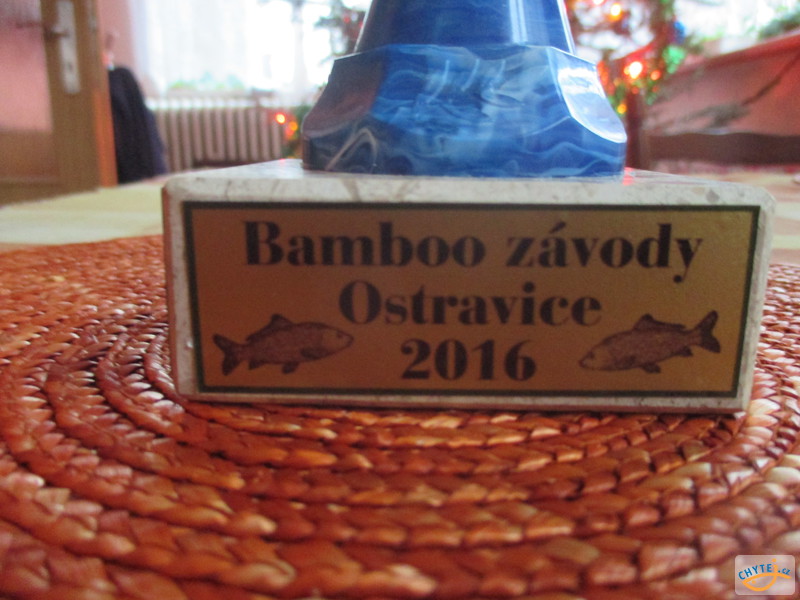 Bamboo závody
Ostravice
2016
CHYTEJ.cz